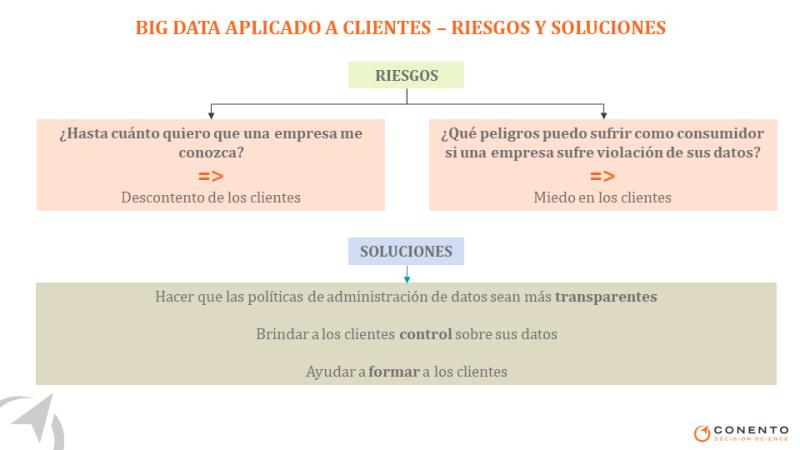 BIG DATA APLICADO A CLIENTES – RIESGOS Y SOLUCIONES
RIESGOS
¿Hasta cuánto quiero que una empresa me
conozca?
=>
Descontento de los clientes
¿Qué peligros puedo sufrir como consumidor
si una empresa sufre violación de sus datos?
=>
Miedo en los clientes
SOLUCIONES
Hacer que las políticas de administración de datos sean más transparentes
Brindar a los clientes control sobre sus datos
Ayudar a formar a los clientes
CONENTO
DECISION SCIENCE